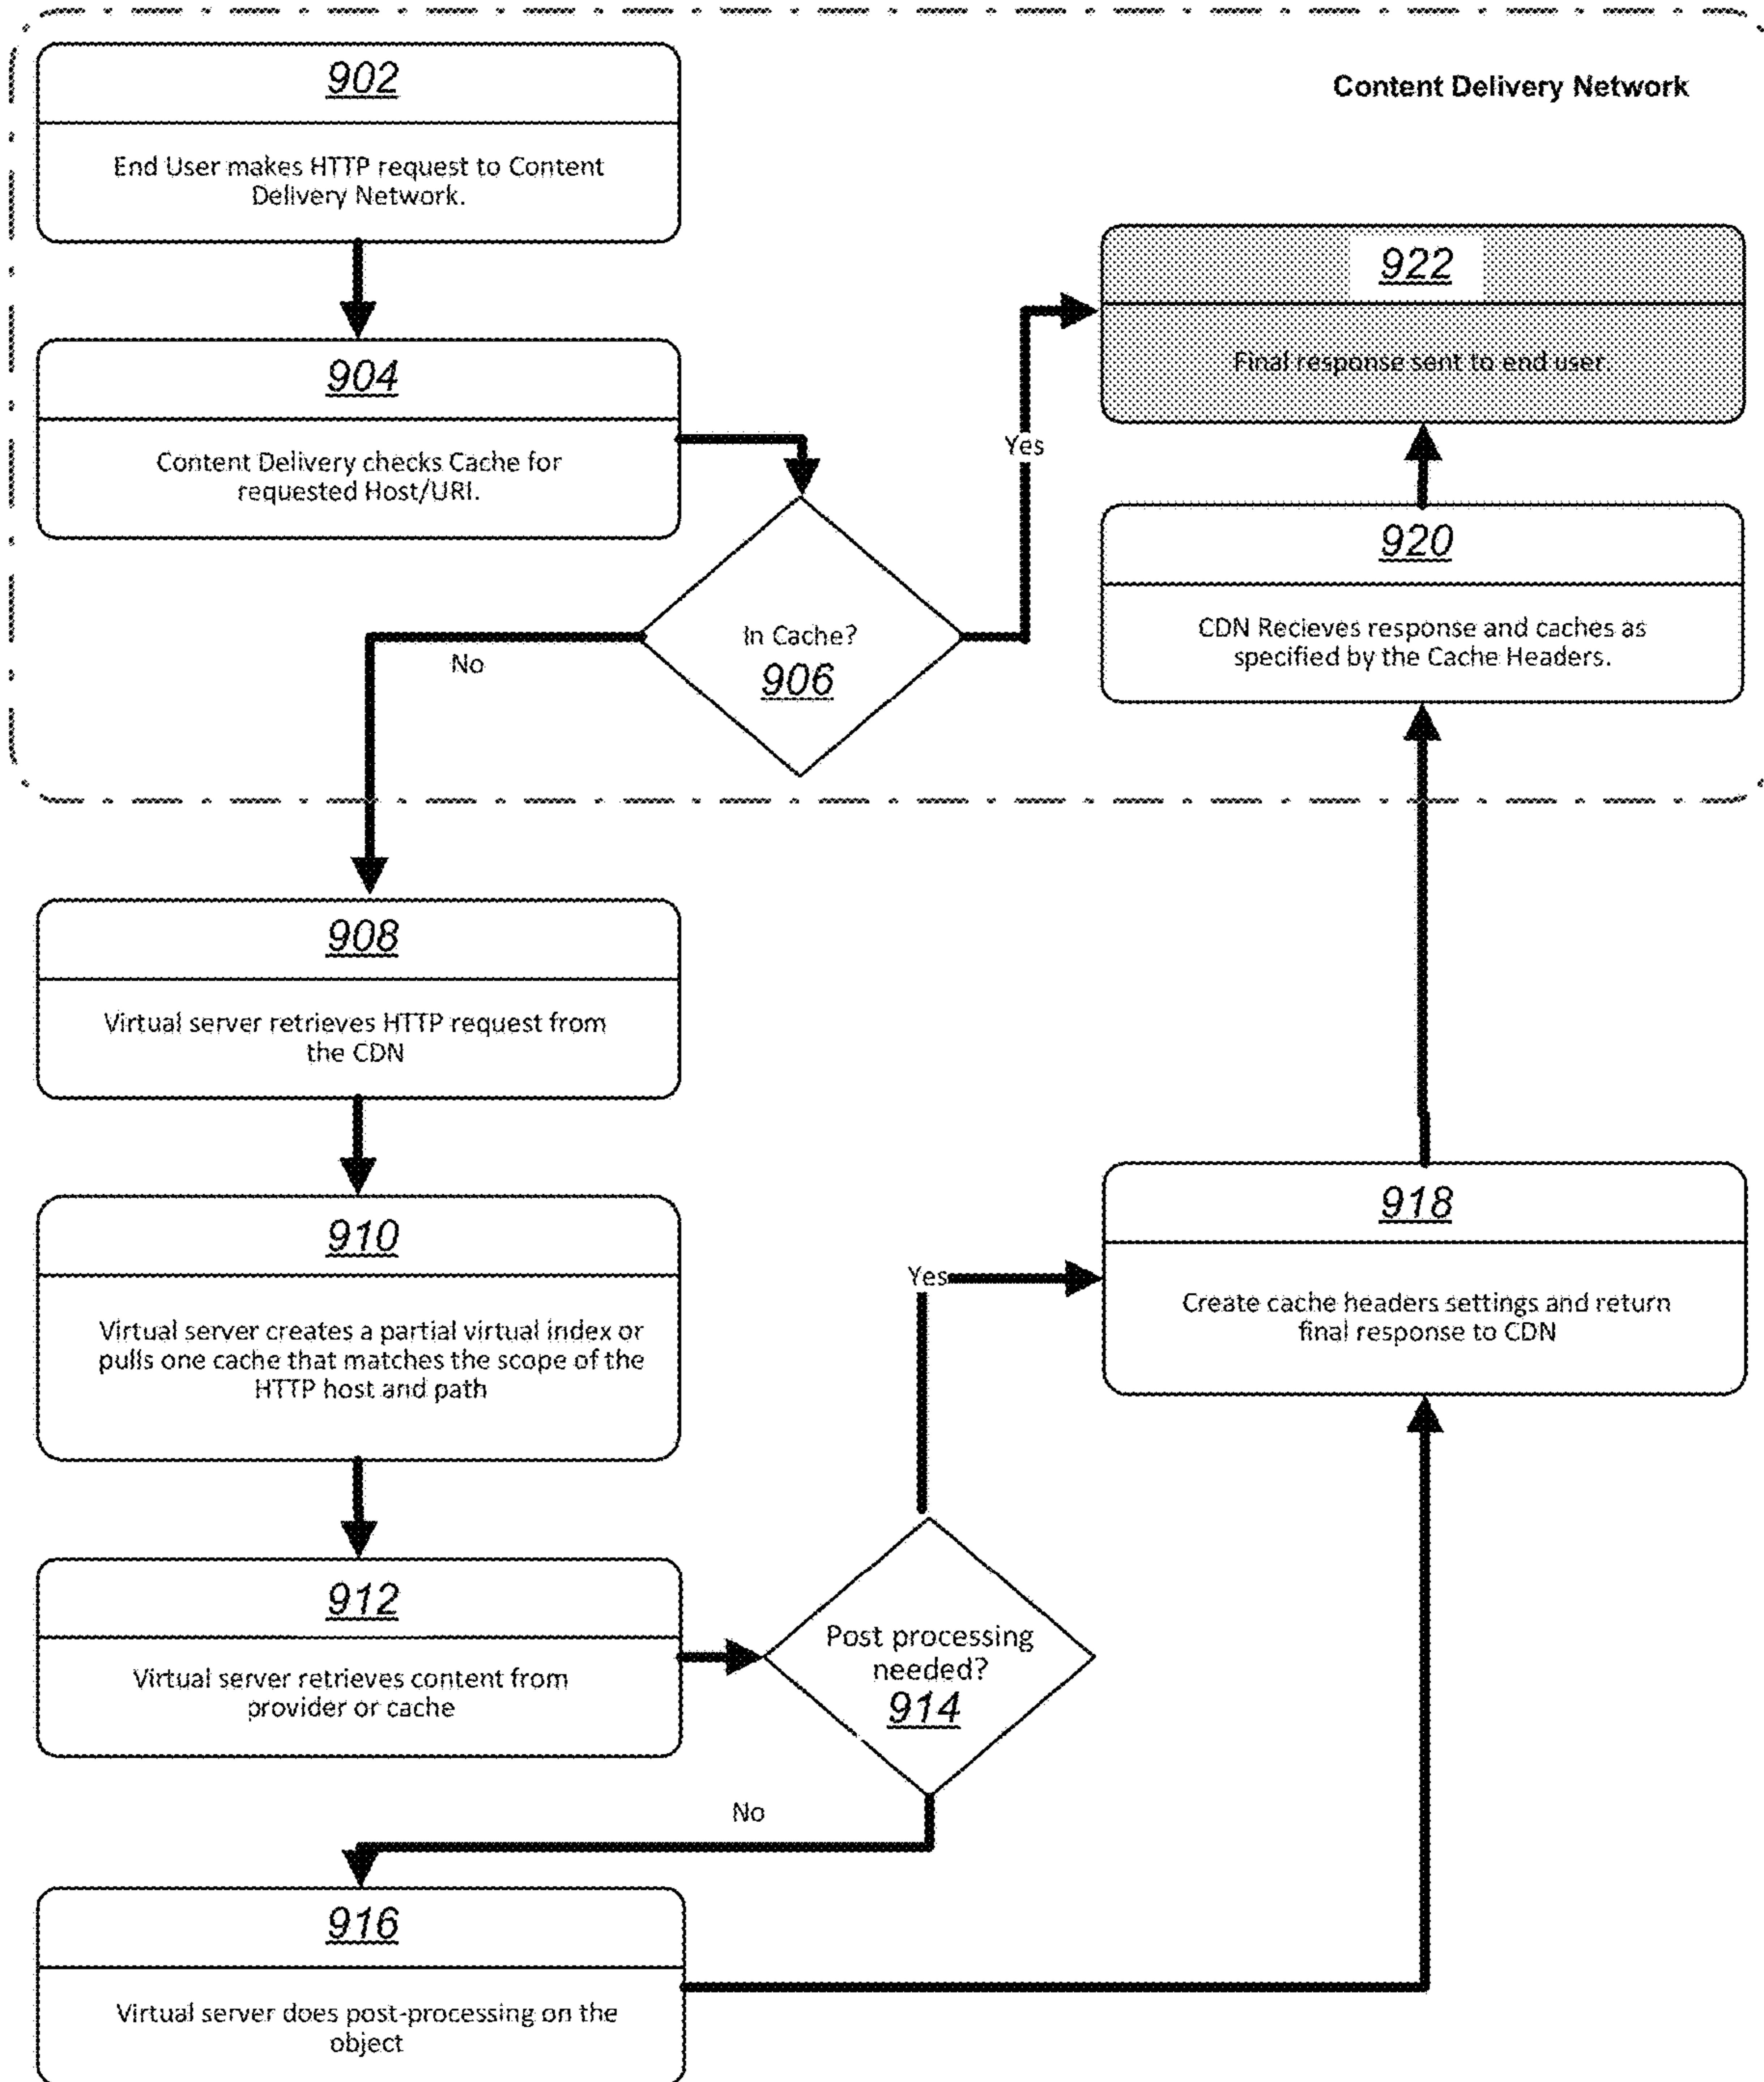 Content Delivery Network
902
End User makes HTTP request to Content
Delivery Network.
904
Content Delivery checks Cache for
requested Host/URI.
In Cache?
906
Yes
No
922
Final response sent to end user.
920
CDN Recieves response and caches as
specified by the Cache Headers.
908
Virtual server retrieves HTTP request from
the CDN
910
Virtual server creates a partial virtual index or
pulls one cache that matches the scope of the
HTTP host and path
912
Virtual server retrieves content from
provider or cache
Post processing
needed?
914
Yes
No
918
Create cache headers settings and return
final response to CDN
916
Virtual server does post-processing on the
object